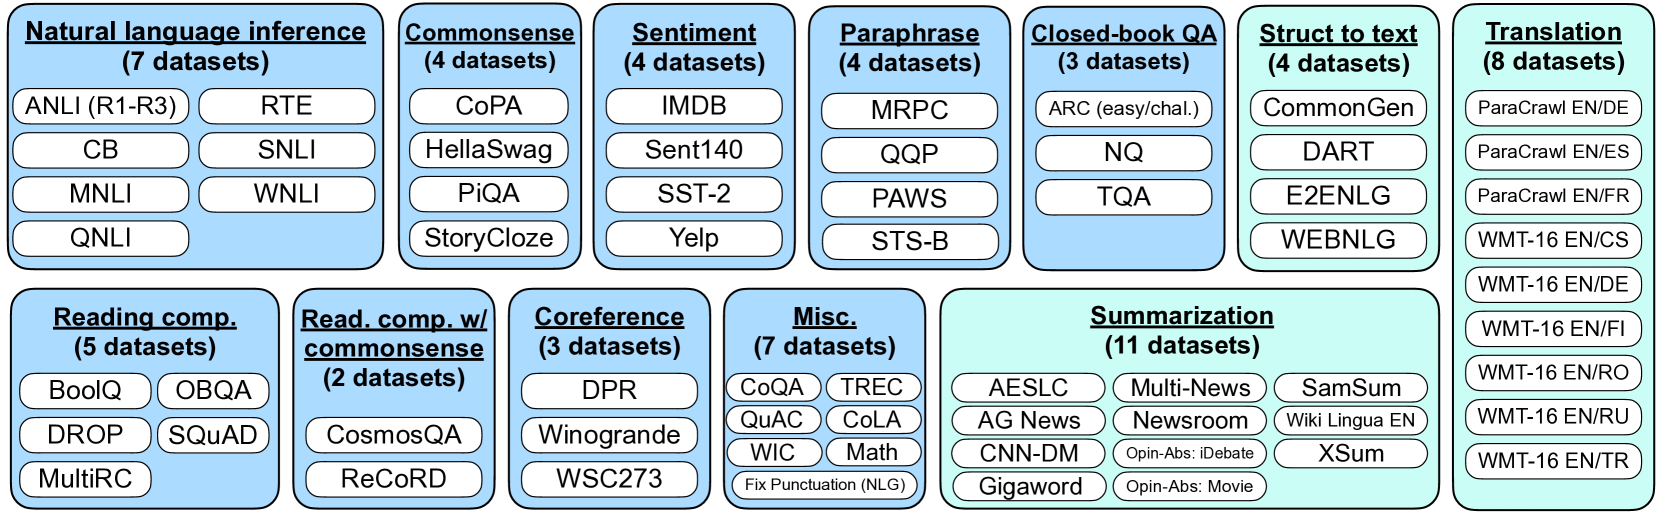 Natural language inference
(7 datasets)
ANLI (R1-R3)
RTE
CB
SNLI
MNLI
WNLI
QNLI
Commonsense
(4 datasets)
CoPA
HellaSwag
PiQA
StoryCloze
Sentiment
(4 datasets)
IMDB
Sent140
SST-2
Yelp
Paraphrase
(4 datasets)
MRPC
QQP
PAWS
STS-B
Closed-book QA
(3 datasets)
ARC (easy/chal.)
NQ
TQA
Struct to text
(4 datasets)
CommonGen
DART
E2ENLG
WEBNLG
Translation
(8 datasets)
ParaCrawl EN/DE
ParaCrawl EN/ES
ParaCrawl EN/FR
WMT-16 EN/CS
WMT-16 EN/DE
WMT-16 EN/FI
WMT-16 EN/RO
WMT-16 EN/RU
WMT-16 EN/TR
Reading comp.
(5 datasets)
BoolQ
OBQA
DROP
SQuAD
MultiRC
Read. comp. w/
commonsense
(2 datasets)
CosmosQA
ReCoRD
Coreference
(3 datasets)
DPR
Winogrande
WSC273
Misc.
(7 datasets)
CoQA
TREC
QuAC
CoLA
WIC
Math
Fix Punctuation (NLG)
Summarization
(11 datasets)
AESLC
Multi-News
SamSum
AG News
Newsroom
Wiki Lingua EN
CNN-DM
Opin-Abs: iDebate
XSum
Gigaword
Opin-Abs: Movie